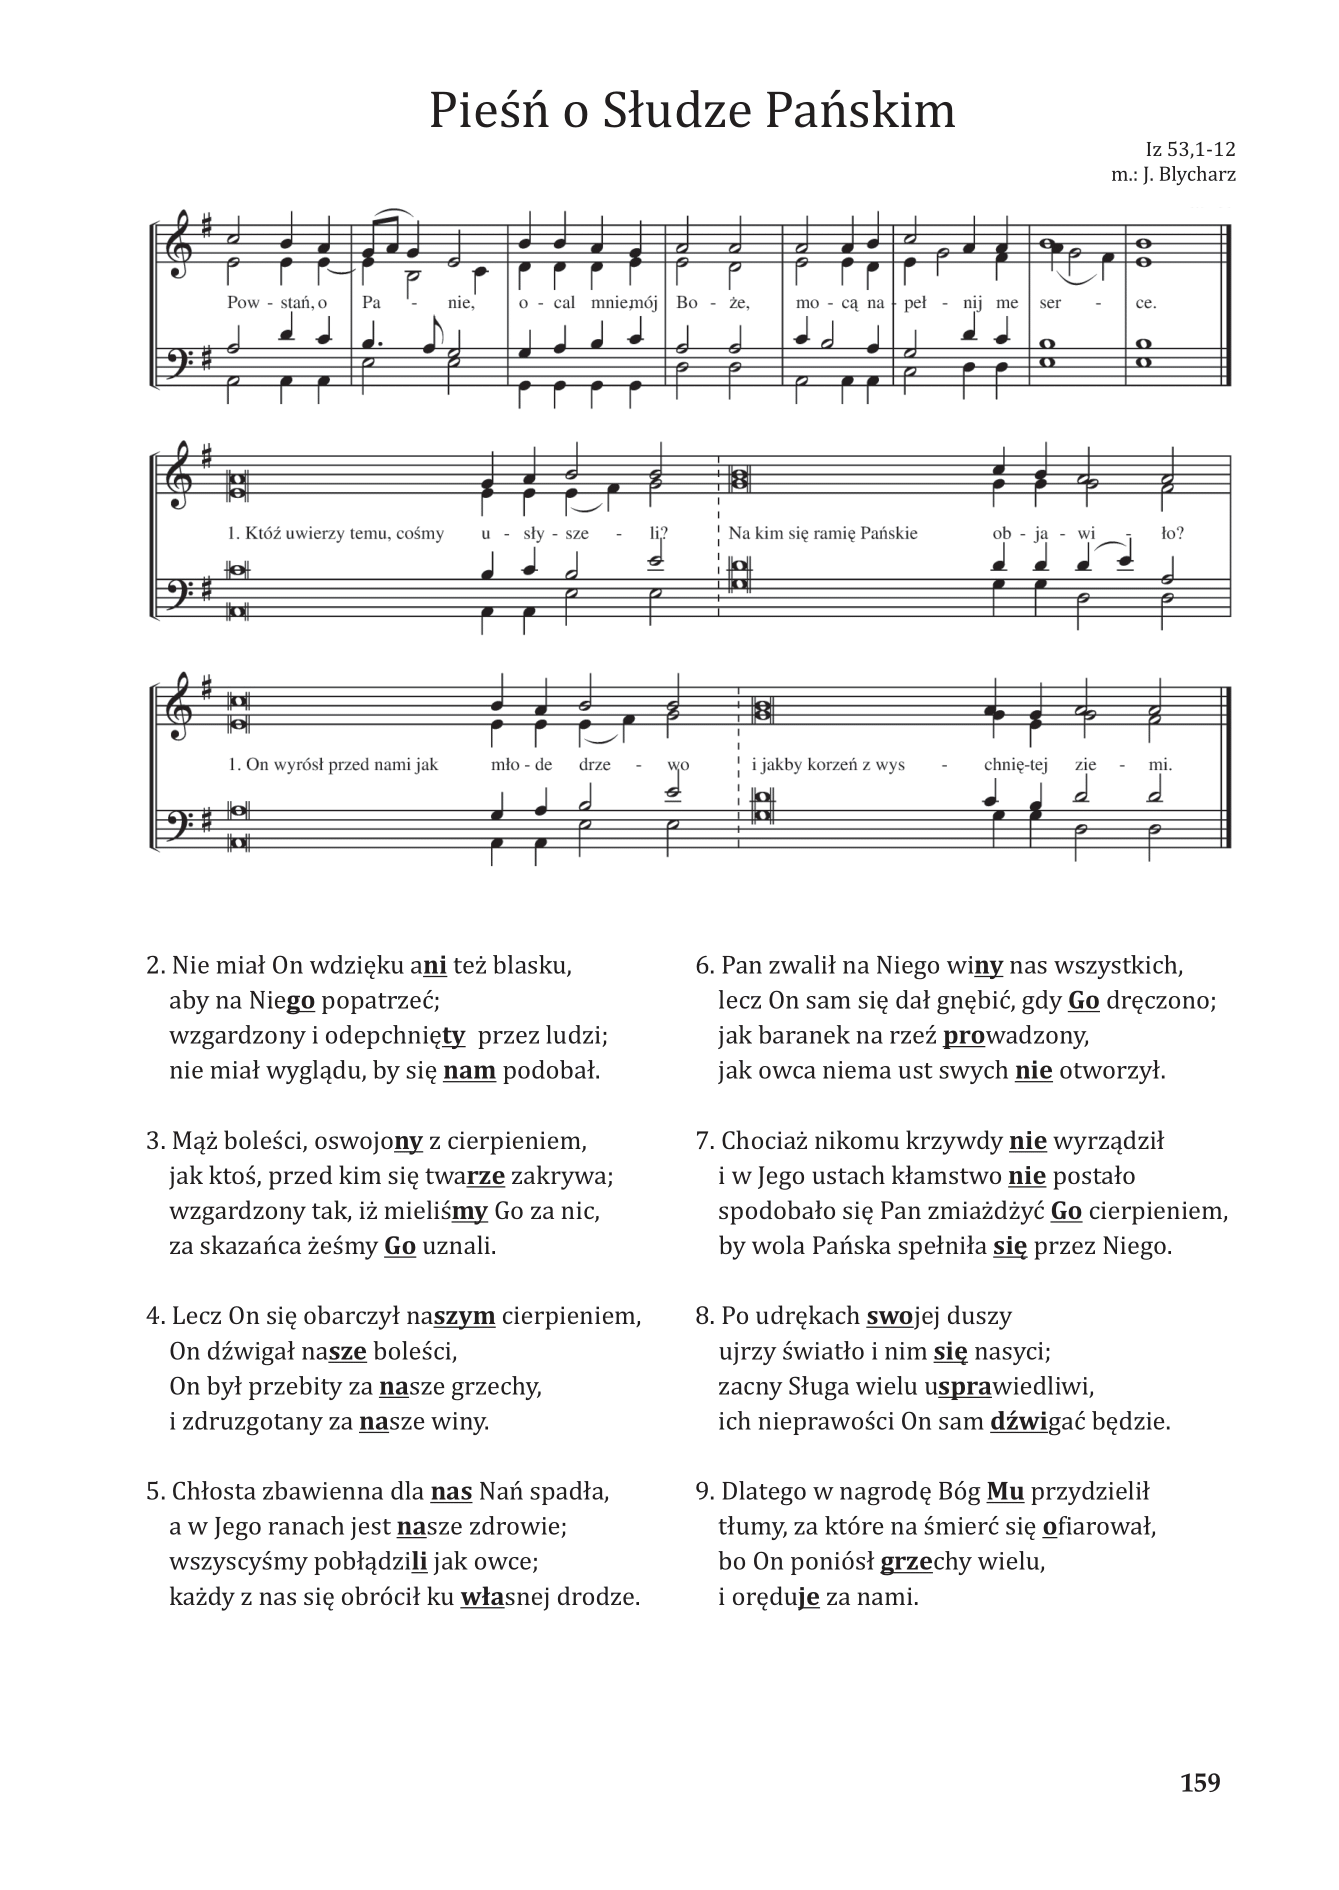 Pieśń o Słudze Pańskim
Iz 53,1-12
m.: J. Blycharz
Pow - stań, o Pa - nie, o - cal mnie, mój Bo - że, mo - cą na - peł - nij me ser - ce.
1. Któż uwierzy temu, cośmy u - sły - sze - li? Na kim się ramię Pańskie ob - ja - wi - ło?
1. On wyrósł przed nami jak mło - de drze - wo i jakby korzeń z wys - chnię-tej zie - mi.
2. Nie miał On wdzięku ani też blasku,
aby na Niego popatrzeć;
wzgardzony i odepchnięty przez ludzi;
nie miał wyglądu, by się nam podobał.
3. Mąż boleści, oswojony z cierpieniem,
jak ktoś, przed kim się twarze zakrywa;
wzgardzony tak, iż mieliśmy Go za nic,
za skazańca żeśmy Go uznali.
4. Lecz On się obarczył naszym cierpieniem,
On dźwigał nasze boleści,
On był przebity za nasze grzechy,
i zdruzgotany za nasze winy.
5. Chłosta zbawienna dla nas Nań spadła,
a w Jego ranach jest nasze zdrowie;
wszyscyśmy pobłądzili jak owce;
każdy z nas się obrócił ku własnej drodze.
6. Pan zwalił na Niego winy nas wszystkich,
lecz On sam się dał gnębić, gdy Go dręczono;
jak baranek na rzeź prowadzony,
jak owca niema ust swych nie otworzył.
7. Chociaż nikomu krzywdy nie wyrządził
i w Jego ustach kłamstwo nie postało
spodobało się Pan zmiażdżyć Go cierpieniem,
by wola Pańska spełniła się przez Niego.
8. Po udrękach swojej duszy
ujrzy światło i nim się nasyci;
zacny Sługa wielu usprawiedliwi,
ich nieprawości On sam dźwigać będzie.
9. Dlatego w nagrodę Bóg Mu przydzielił
tłumy, za które na śmierć się ofiarował,
bo On poniósł grzechy wielu,
i oręduje za nami.
159